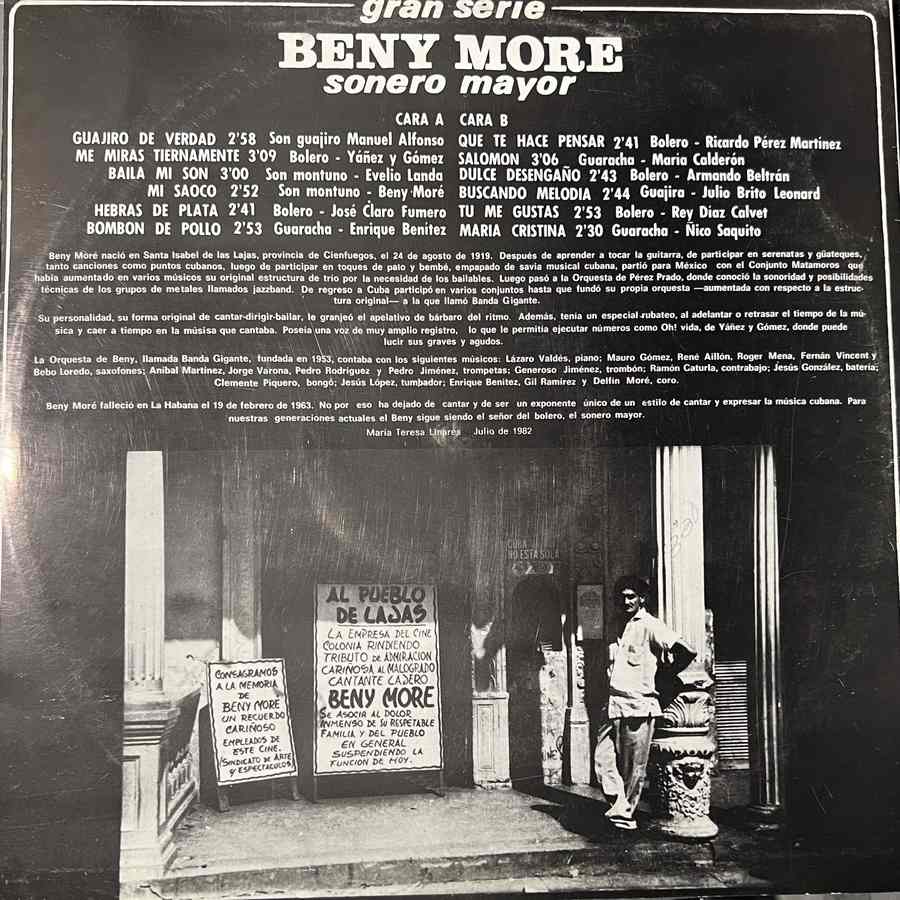 gran serie
BENY MORE
sonero mayor
CARA A
GUAJIRO DE VERDAD 2'58 Son guajiro Manuel Alfonso
ME MIRAS TIERNAMENTE 3'09 Bolero - Yáñez y Gómez
BAILA MI SON 3'00 Son montuno - Evelio Landa
MI SAOCO 2'52 Son montuno - Beny Moré
HEBRAS DE PLATA 2'41 Bolero - José Claro Fumero
BOMBON DE POLLO 2'53 Guaracha - Enrique Benitez
CARA B
QUE TE HACE PENSAR 2'41 Bolero - Ricardo Pérez Martínez
SALOMON 3'06 Guaracha - Maria Calderón
DULCE DESENGAÑO 2'43 Bolero - Armando Beltrán
BUSCANDO MELODIA 2'44 Guajira - Julio Brito Leonard
TU ME GUSTAS 2'53 Bolero - Rey Diaz Calvet
MARIA CRISTINA 2'30 Guaracha - Ñico Saquito
Beny Moré nació en Santa Isabel de las Lajas, provincia de Cienfuegos, el 24 de agosto de 1919. Después de aprender a tocar la guitarra, de participar en serenatas y güateques,
tanto canciones como puntos cubanos, luego de participar en toques de palo y bembé, empapado de savia musical cubana, partió para México con el Conjunto Matamoros que
había aumentado en varios músicos su original estructura de trio por la necesidad de los bailables. Luego pasó a la Orquesta de Pérez Prado, donde conoció la sonoridad y posibilidades
técnicas de los grupos de metales llamados jazzband. De regreso a Cuba participó en varios conjuntos hasta que fundó su propia orquesta —aumentada con respecto a la estruc-
tura original— a la que llamó Banda Gigante.
Su personalidad, su forma original de cantar-dirigir-bailar, le granjeó el apelativo de bárbaro del ritmo. Además, tenia un especial rubateo, al adelantar o retrasar el tiempo de la mú-
sica y caer a tiempo en la músisa que cantaba. Poseia una voz de muy amplio registro, lo que le permitía ejecutar números como Oh! vida, de Yáñez y Gómez, donde puede
lucir sus graves y agudos.
La Orquesta de Beny, llamada Banda Gigante, fundada en 1953, contaba con los siguientes músicos: Lázaro Valdés, piano; Mauro Gómez, René Aillón, Roger Mena, Fernán Vincent y
Bebo Loredo, saxofones; Anibal Martínez, Jorge Varona, Pedro Rodríguez y Pedro Jiménez, trompetas; Generoso Jiménez, trombón; Ramón Caturla, contrabajo; Jesús González, batería;
Clemente Piquero, bongó; Jesús López, tumbador; Enrique Benitez, Gil Ramírez y Delfín Moré, coro.
Beny Moré falleció en La Habana el 19 de febrero de 1963. No por eso ha dejado de cantar y de ser un exponente único de un estilo de cantar y expresar la música cubana. Para
nuestras generaciones actuales el Beny sigue siendo el señor del bolero, el sonero mayor.
María Teresa Linares Julio de 1982
CUBA
NO ESTA SOLA
CONSAGRAMOS
A LA MEMORIA
DE
BENY MORE
UN RECUERDO
CARIÑOSO
EMPLEADOS DE
ESTE CINE.
(SINDICATO DE ARTE
y ESPECTACULOS)
AL PUEBLO
DE LAJAS
LA EMPRESA DEL CINE
COLONIA RINDIENDO
TRIBUTO DE ADMIRACION
CARIÑOSA AL MALOGRADO
CANTANTE LAJERO
BENY MORE
SE ASOCIA AL DOLOR
INMENSO DE SU RESPETABLE
FAMILIA Y DEL PUEBLO
EN GENERAL
SUSPENDIENDO LA
FUNCION DE HOY.